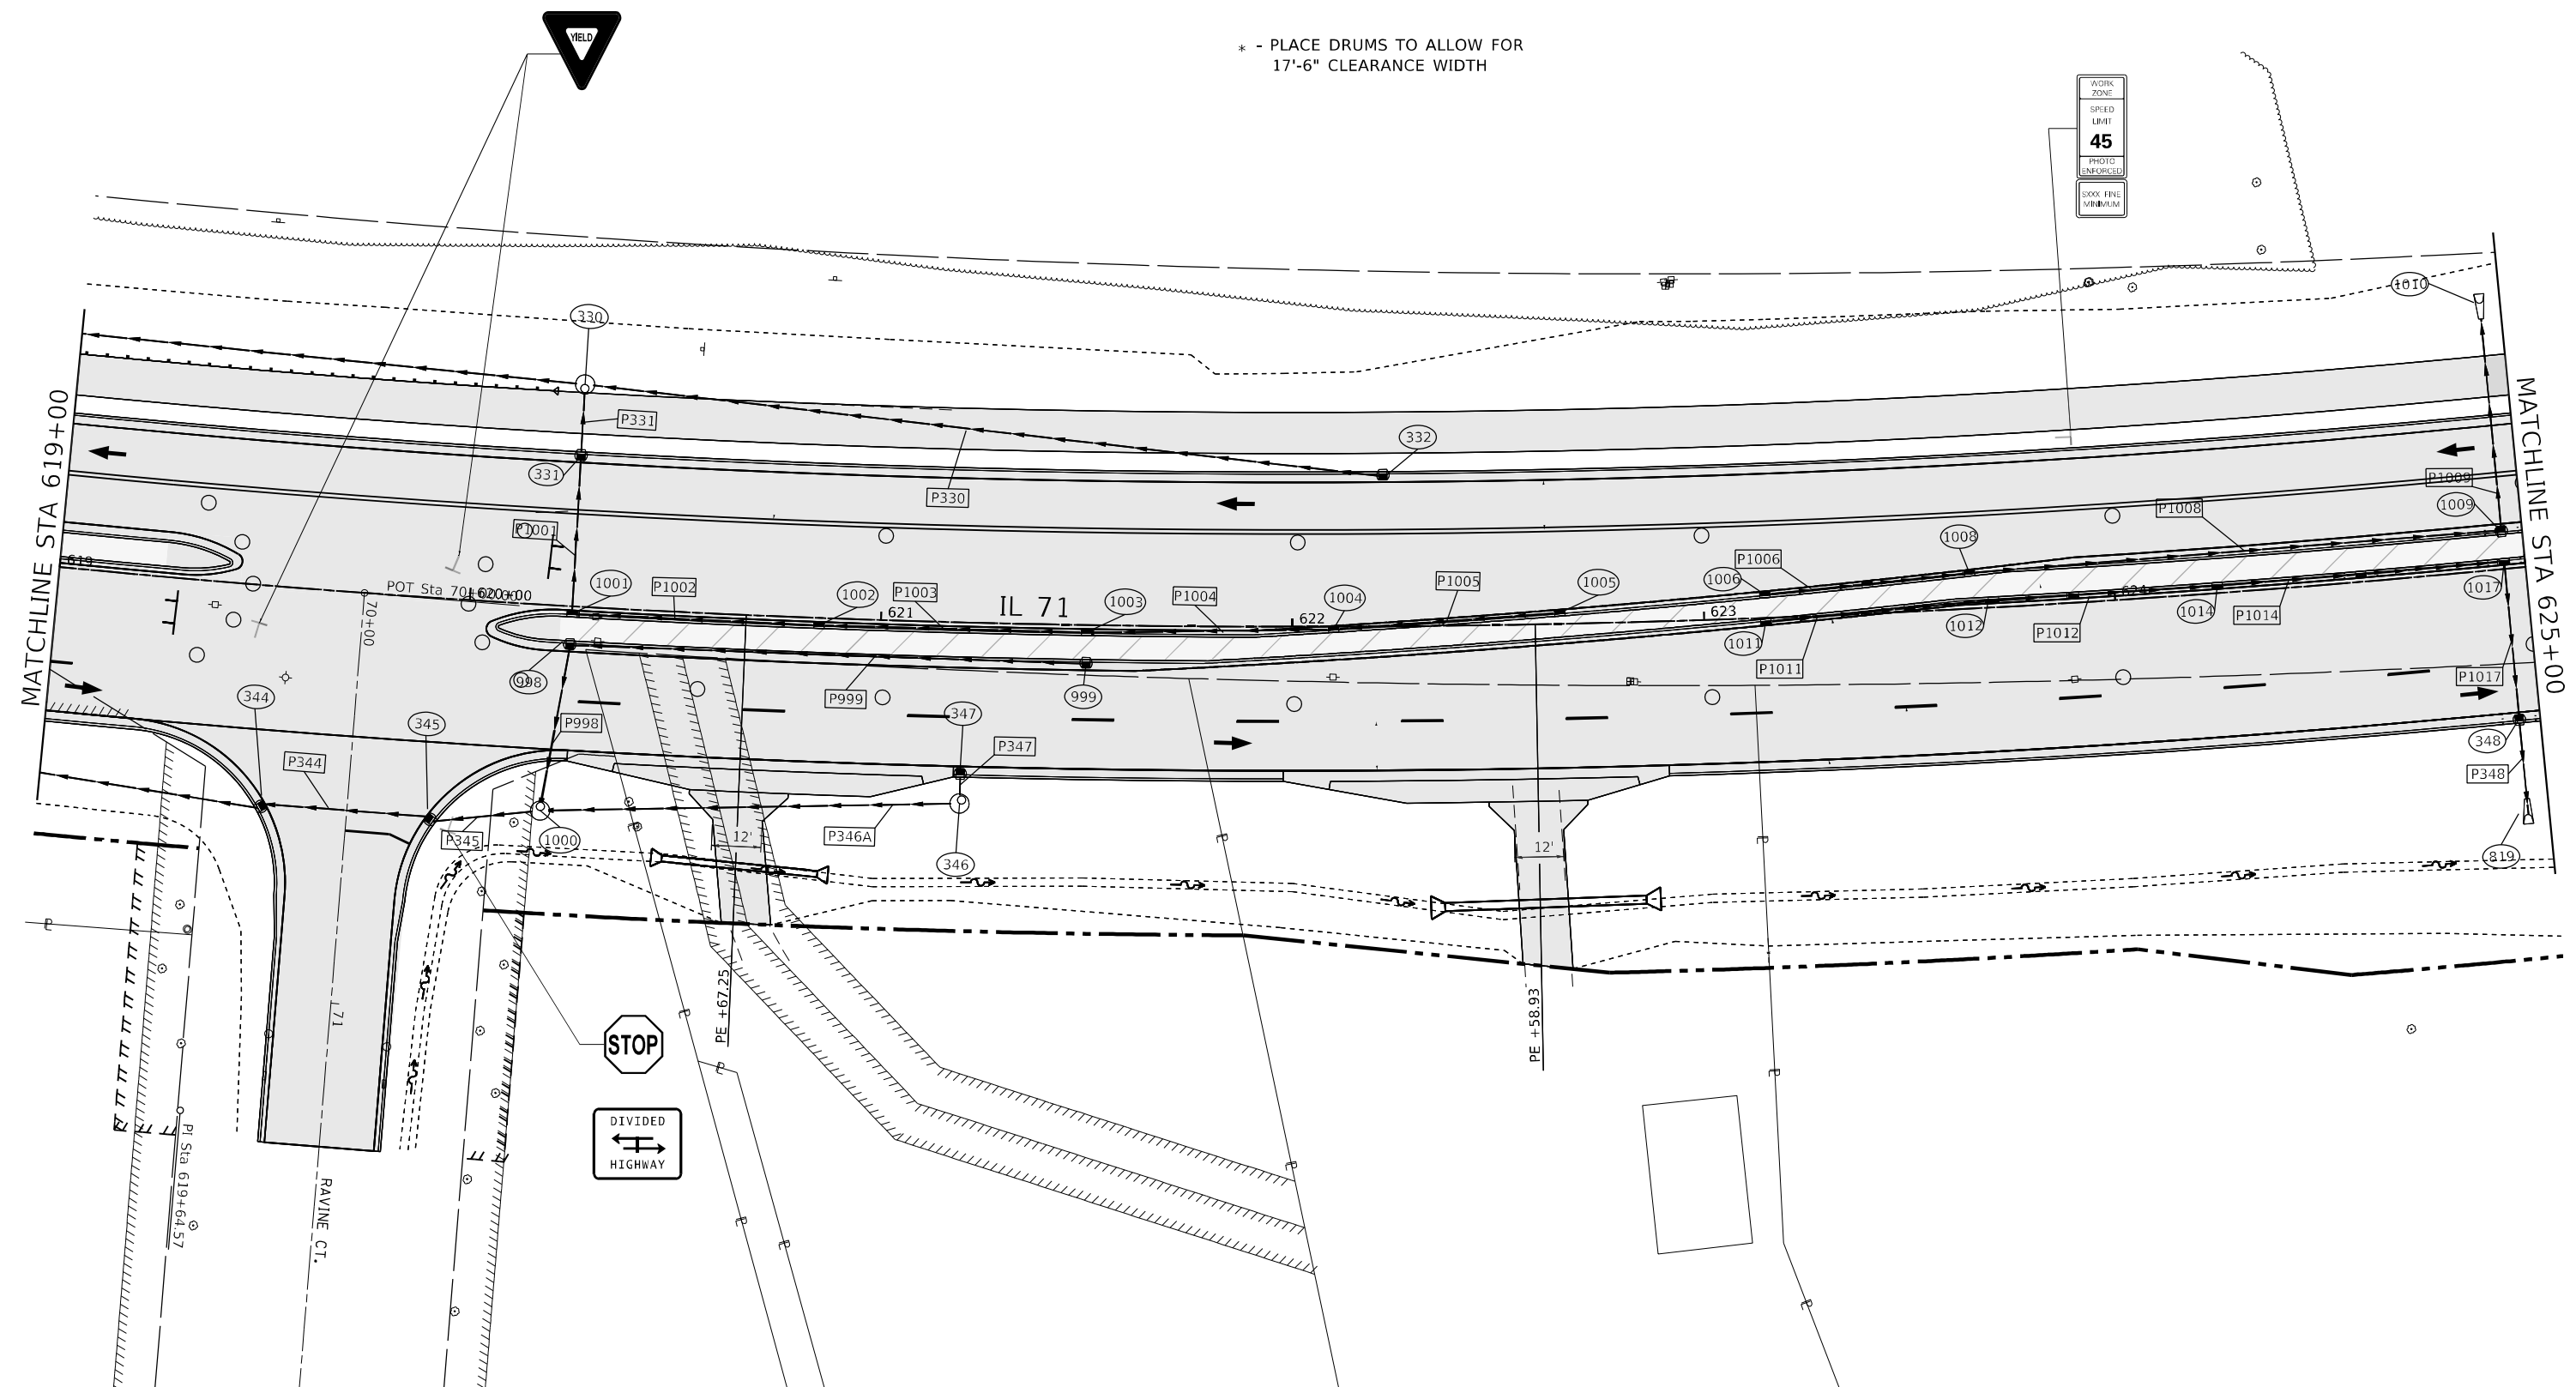 YIELD
* - PLACE DRUMS TO ALLOW FOR
17'-6" CLEARANCE WIDTH
WORK
ZONE
SPEED
LIMIT
45
PHOTO
ENFORCED
$XXX FINE
MINIMUM
MATCHLINE STA 619+00
MATCHLINE STA 625+00
1010
330
P331
332
331
P330
P1009
1009
P1008
P1001
1008
P1006
619
POT Sta 70+60.00
620+00
1001
P1002
1002
P1003
621
IL 71
1003
P1004
622
1004
P1005
1005
1006
623
624
1017
70+00
1011
1012
P1012
1014
P1014
P1011
P1017
998
P999
999
344
345
P998
347
P347
348
P348
P344
P345
1000
12'
P346A
346
12'
819
71
PE +67.25
PE +58.93
STOP
DIVIDED
HIGHWAY
PI Sta 619+64.57
RAVINE CT.